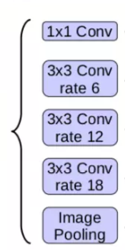 1x1 Conv
3x3 Conv
rate 6
3x3 Conv
rate 12
3x3 Conv
rate 18
Image
Pooling